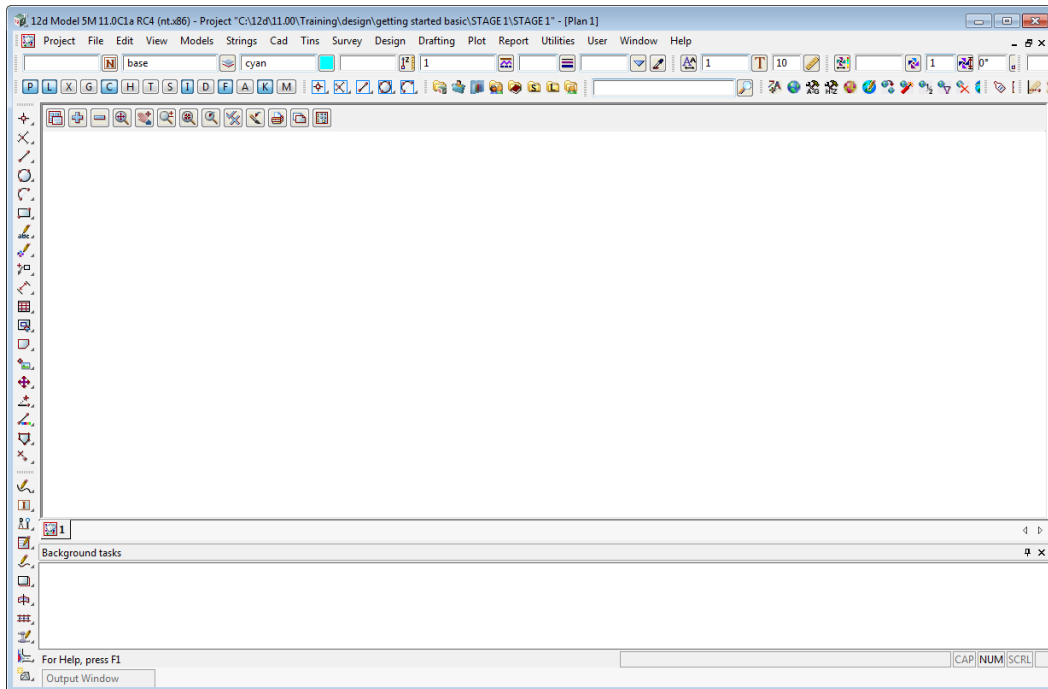 12d Model 5M 11.0C1a RC4 (nt.x86) - Project "C:\12d\11.00\Training\design\getting started basic\STAGE 1\STAGE 1" - [Plan 1]
Project File Edit View Models Strings Cad Tins Survey Design Drafting Plot Report Utilities User Window Help
N base cyan 1 1 T 10 1 0°
P L X G C H T S I D F A K M S L
abc
1
Background tasks
For Help, press F1 CAP NUM SCRL
Output Window